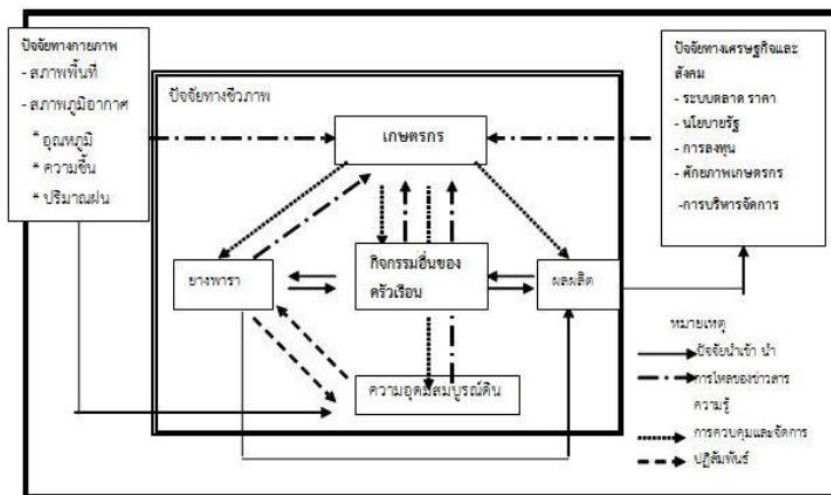 ปัจจัยทางกายภาพ
- สภาพพื้นที่
- สภาพภูมิอากาศ
* อุณหภูมิ
* ความชื้น
* ปริมาณฝน
ปัจจัยทางชีวภาพ
เกษตรกร
ยางพารา
กิจกรรมอื่นของ
ครัวเรือน
ผลผลิต
ความอุดมสมบูรณ์ดิน
ปัจจัยทางเศรษฐกิจและ
สังคม
- ระบบตลาด ราคา
- นโยบายรัฐ
- การลงทุน
- ศักยภาพเกษตรกร
-การบริหารจัดการ
หมายเหตุ
ปัจจัยนำเข้า นำ
การไหลของข่าวสาร
ความรู้
การควบคุมและจัดการ
ปฏิสัมพันธ์